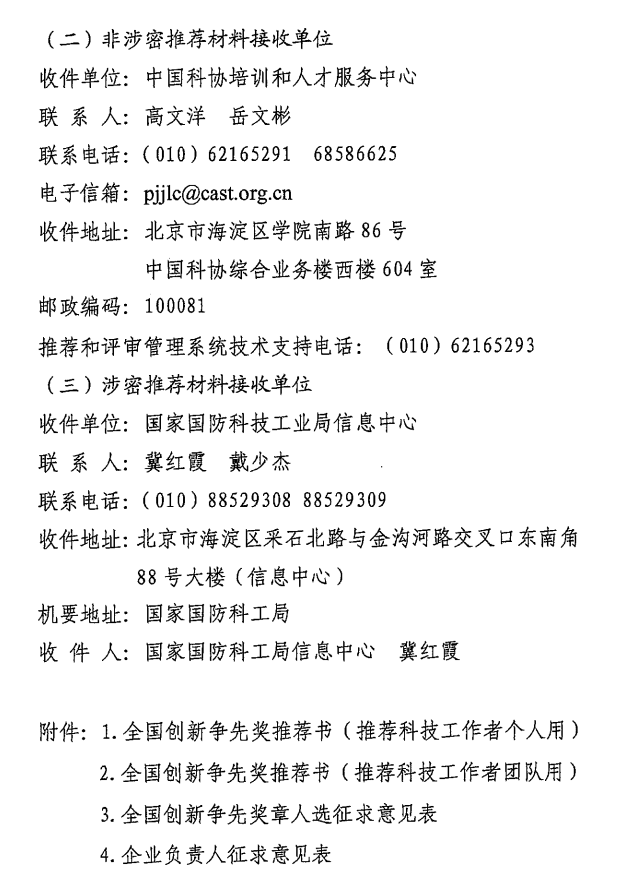 （二）非涉密推荐材料接收单位
收件单位：中国科协培训和人才服务中心
联 系 人：高文洋　岳文彬
联系电话：（010）62165291　68586625
电子信箱：pjjlc@cast.org.cn
收件地址：北京市海淀区学院南路 86 号
中国科协综合业务楼西楼 604 室
邮政编码：100081
推荐和评审管理系统技术支持电话：（010）62165293
（三）涉密推荐材料接收单位
收件单位：国家国防科技工业局信息中心
联 系 人：冀红霞　戴少杰
联系电话：（010）88529308 88529309
收件地址：北京市海淀区采石北路与金沟河路交叉口东南角
88 号大楼（信息中心）
机要地址：国家国防科工局
收 件 人：国家国防科工局信息中心　冀红霞
附件：1.全国创新争先奖推荐书（推荐科技工作者个人用）
2.全国创新争先奖推荐书（推荐科技工作者团队用）
3.全国创新争先奖章人选征求意见表
4.企业负责人征求意见表